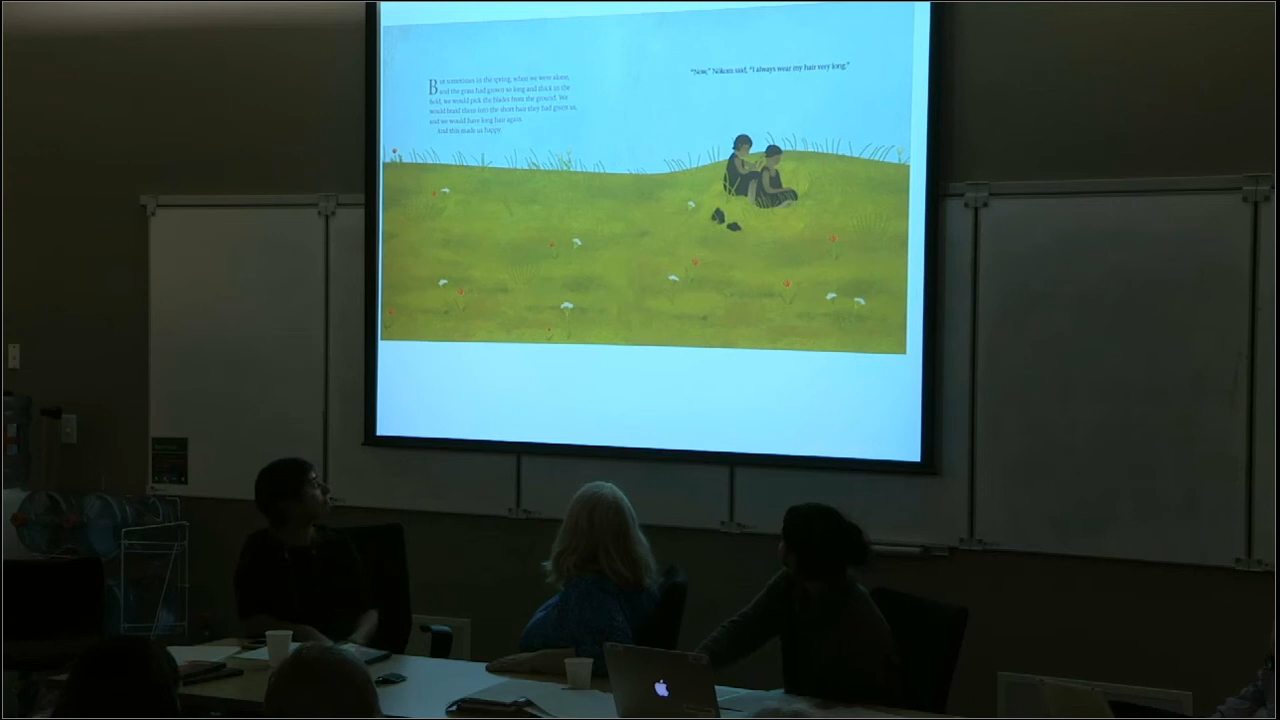 But sometimes in the spring, when we were alone,
and the grass had grown so long and thick in the
field, we would pick the blades from the ground. We
would braid them into the short hair they had given us,
and we would have long hair again.
And this made us happy.
"Now," Nókom said, "I always wear my hair very long."